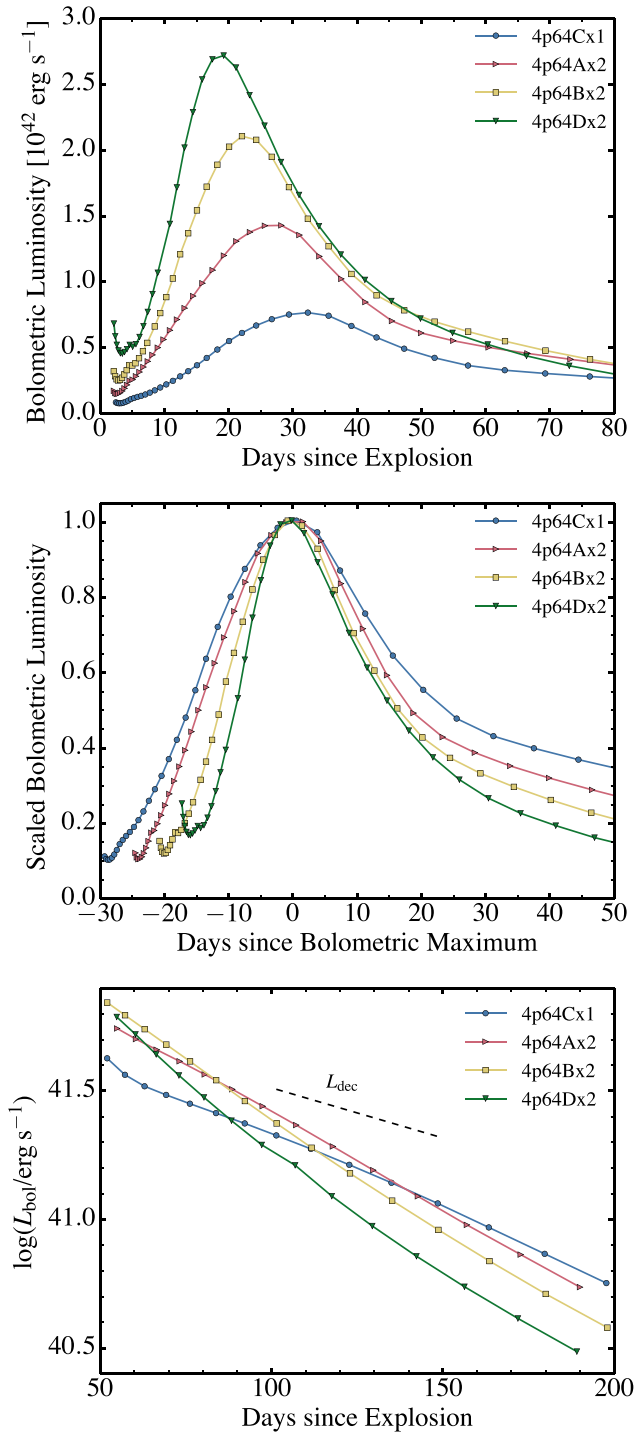 3.0
2.5
2.0
1.5
1.0
0.5
0.0
Bolometric Luminosity [10⁴² erg s⁻¹]
4p64Cx1
4p64Ax2
4p64Bx2
4p64Dx2
0 10 20 30 40 50 60 70 80
Days since Explosion
1.0
0.8
0.6
0.4
0.2
0.0
Scaled Bolometric Luminosity
4p64Cx1
4p64Ax2
4p64Bx2
4p64Dx2
−30 −20 −10 0 10 20 30 40 50
Days since Bolometric Maximum
41.5
41.0
40.5
log(L_bol/erg s⁻¹)
4p64Cx1
4p64Ax2
4p64Bx2
4p64Dx2
L_dec
50 100 150 200
Days since Explosion